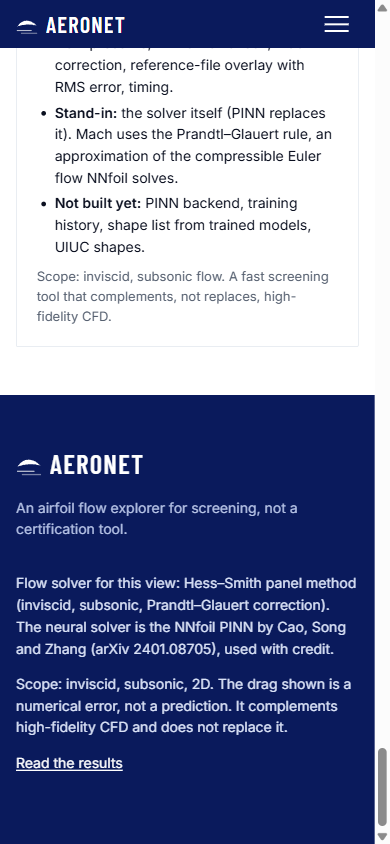 AERONET
correction, reference-file overlay with
RMS error, timing.
• Stand-in: the solver itself (PINN replaces
it). Mach uses the Prandtl–Glauert rule, an
approximation of the compressible Euler
flow NNfoil solves.
• Not built yet: PINN backend, training
history, shape list from trained models,
UIUC shapes.
Scope: inviscid, subsonic flow. A fast screening
tool that complements, not replaces, high-
fidelity CFD.
AERONET
An airfoil flow explorer for screening, not a
certification tool.
Flow solver for this view: Hess–Smith panel method
(inviscid, subsonic, Prandtl–Glauert correction).
The neural solver is the NNfoil PINN by Cao, Song
and Zhang (arXiv 2401.08705), used with credit.
Scope: inviscid, subsonic, 2D. The drag shown is a
numerical error, not a prediction. It complements
high-fidelity CFD and does not replace it.
Read the results